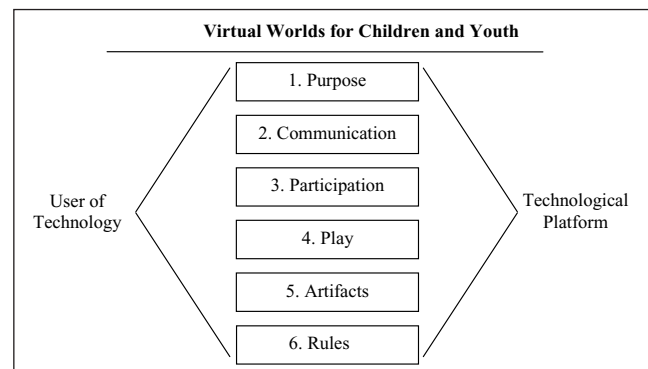 Virtual Worlds for Children and Youth
1. Purpose
2. Communication
3. Participation
User of
Technology
Technological
Platform
4. Play
5. Artifacts
6. Rules